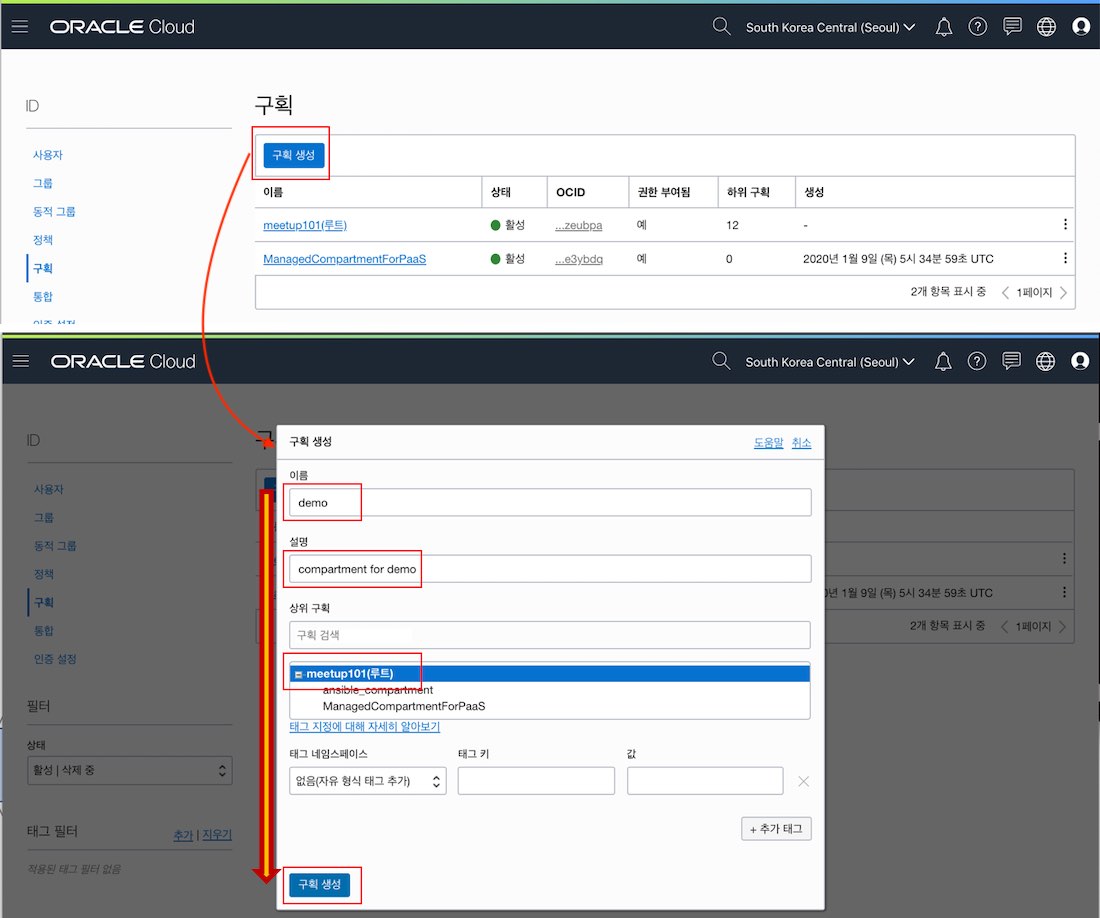 ORACLE Cloud
South Korea Central (Seoul)
ID
구획
사용자
그룹
동적 그룹
정책
구획
통합
인증 설정
구획 생성
이름 상태 OCID 권한 부여됨 하위 구획 생성
meetup101(루트) 활성 ...zeubpa 예 12 -
ManagedCompartmentForPaaS 활성 ...e3ybdq 예 0 2020년 1월 9일 (목) 5시 34분 59초 UTC
2개 항목 표시 중 1페이지
ORACLE Cloud
South Korea Central (Seoul)
ID
사용자
그룹
동적 그룹
정책
구획
통합
인증 설정
필터
상태
활성 | 삭제 중
태그 필터 추가 | 지우기
적용된 태그 필터 없음
구획 생성 도움말 취소
이름
demo
설명
compartment for demo
상위 구획
구획 검색
meetup101(루트)
ansible_compartment
ManagedCompartmentForPaaS
태그 지정에 대해 자세히 알아보기
태그 네임스페이스 태그 키 값
없음(자유 형식 태그 추가)
+ 추가 태그
구획 생성
년 1월 9일 (목) 5시 34분 59초 UTC
2개 항목 표시 중 1페이지